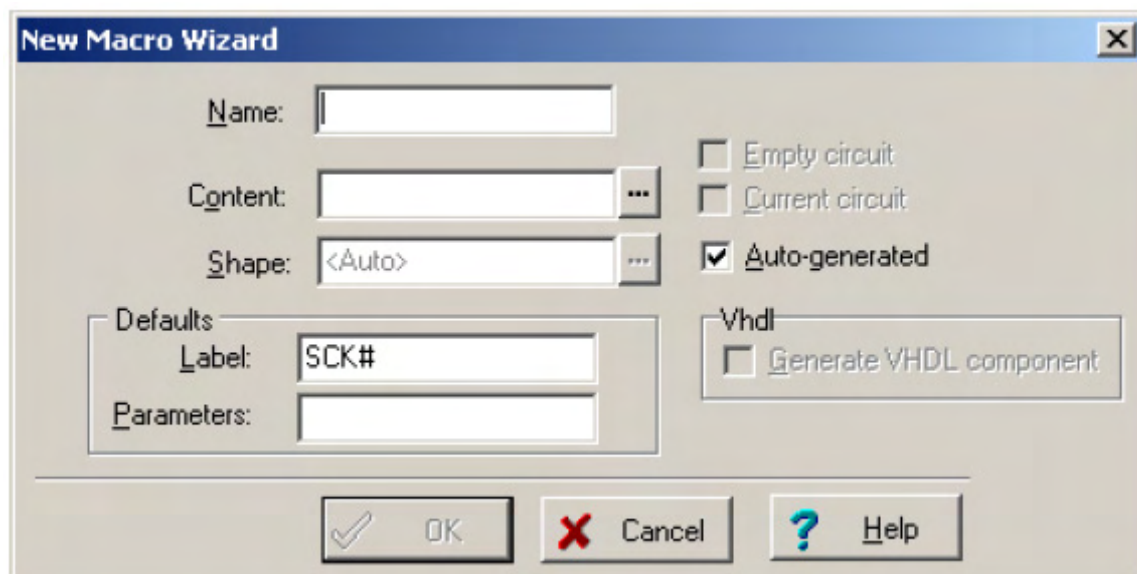 New Macro Wizard
Name:
Empty circuit
Content: ...
Current circuit
Shape: <Auto> ...
Auto-generated
Defaults
Vhdl
Label: SCK#
Generate VHDL component
Parameters:
OK Cancel Help